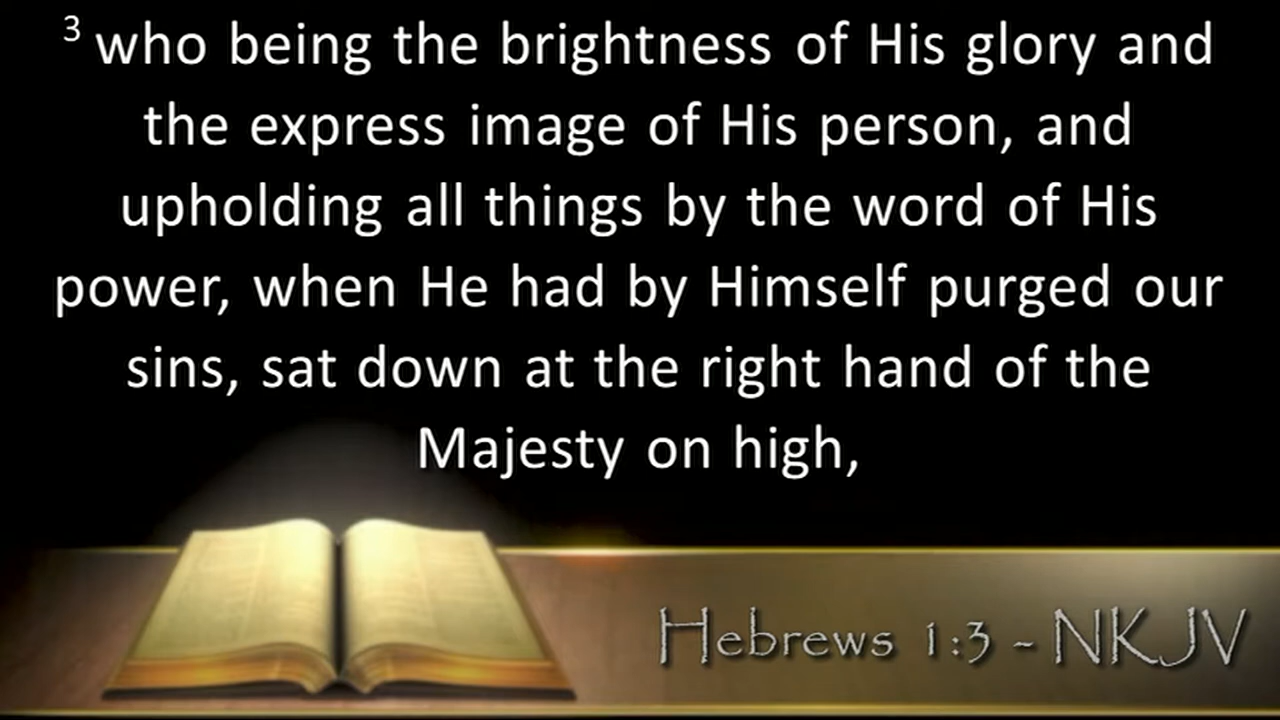 3 who being the brightness of His glory and
the express image of His person, and
upholding all things by the word of His
power, when He had by Himself purged our
sins, sat down at the right hand of the
Majesty on high,
Hebrews 1:3 ~ NKJV